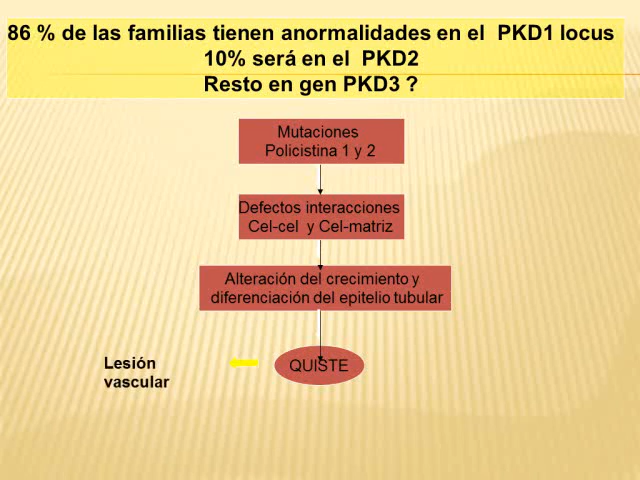 86 % de las familias tienen anormalidades en el PKD1 locus
10% será en el PKD2
Resto en gen PKD3 ?
Mutaciones
Policistina 1 y 2
Defectos interacciones
Cel-cel y Cel-matriz
Alteración del crecimiento y
diferenciación del epitelio tubular
QUISTE
Lesión
vascular